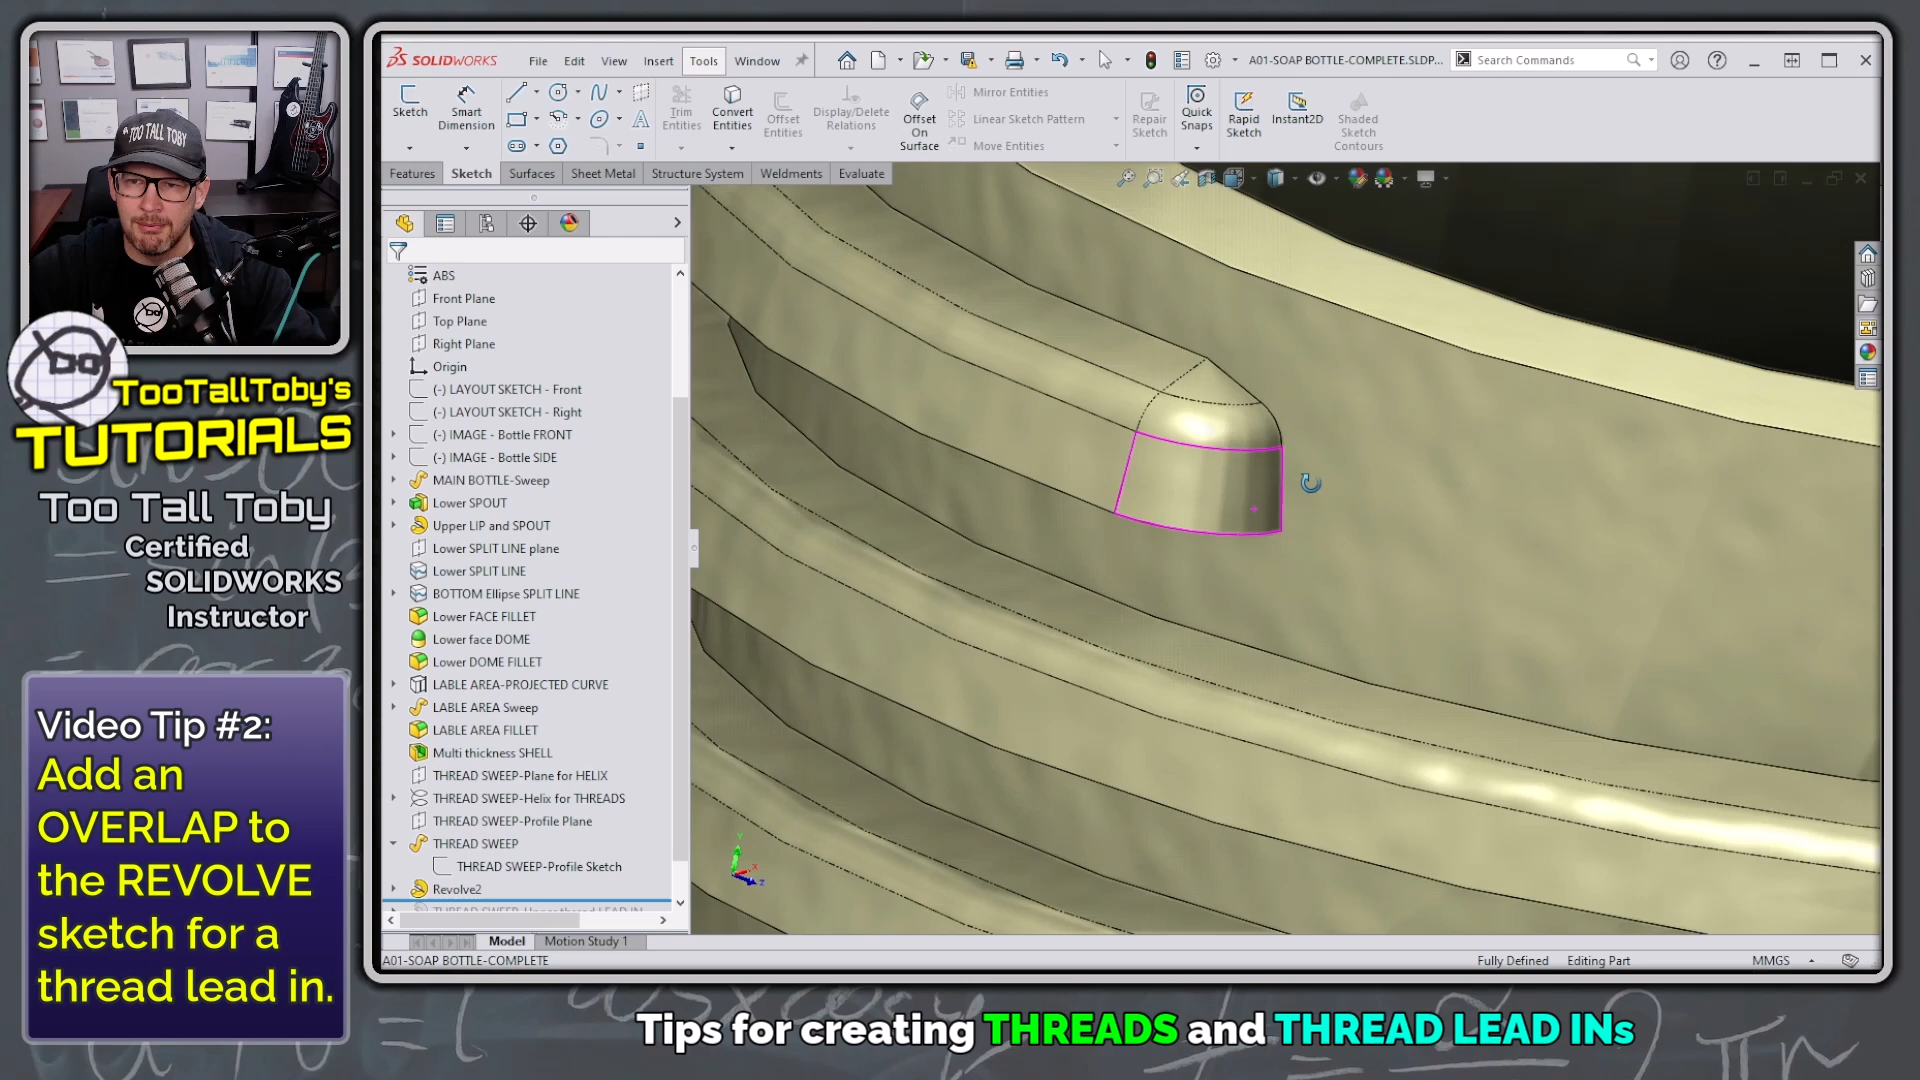 TOO TALL TOBY
TooTallToby's
TUTORIALS
Too Tall Toby
Certified
SOLIDWORKS
Instructor
Video Tip #2:
Add an
OVERLAP to
the REVOLVE
sketch for a
thread lead in.
SOLIDWORKS
File Edit View Insert Tools Window
A01-SOAP BOTTLE-COMPLETE.SLDP...
Search Commands
Sketch
Smart Dimension
Trim Entities
Convert Entities
Offset Entities
Display/Delete Relations
Offset On Surface
Mirror Entities
Linear Sketch Pattern
Move Entities
Repair Sketch
Quick Snaps
Rapid Sketch
Instant2D
Shaded Sketch Contours
Features Sketch Surfaces Sheet Metal Structure System Weldments Evaluate
ABS
Front Plane
Top Plane
Right Plane
Origin
(-) LAYOUT SKETCH - Front
(-) LAYOUT SKETCH - Right
(-) IMAGE - Bottle FRONT
(-) IMAGE - Bottle SIDE
MAIN BOTTLE-Sweep
Lower SPOUT
Upper LIP and SPOUT
Lower SPLIT LINE plane
Lower SPLIT LINE
BOTTOM Ellipse SPLIT LINE
Lower FACE FILLET
Lower face DOME
Lower DOME FILLET
LABLE AREA-PROJECTED CURVE
LABLE AREA Sweep
LABLE AREA FILLET
Multi thickness SHELL
THREAD SWEEP-Plane for HELIX
THREAD SWEEP-Helix for THREADS
THREAD SWEEP-Profile Plane
THREAD SWEEP
THREAD SWEEP-Profile Sketch
Revolve2
Model Motion Study 1
A01-SOAP BOTTLE-COMPLETE
Fully Defined Editing Part MMGS
Tips for creating THREADS and THREAD LEAD INs